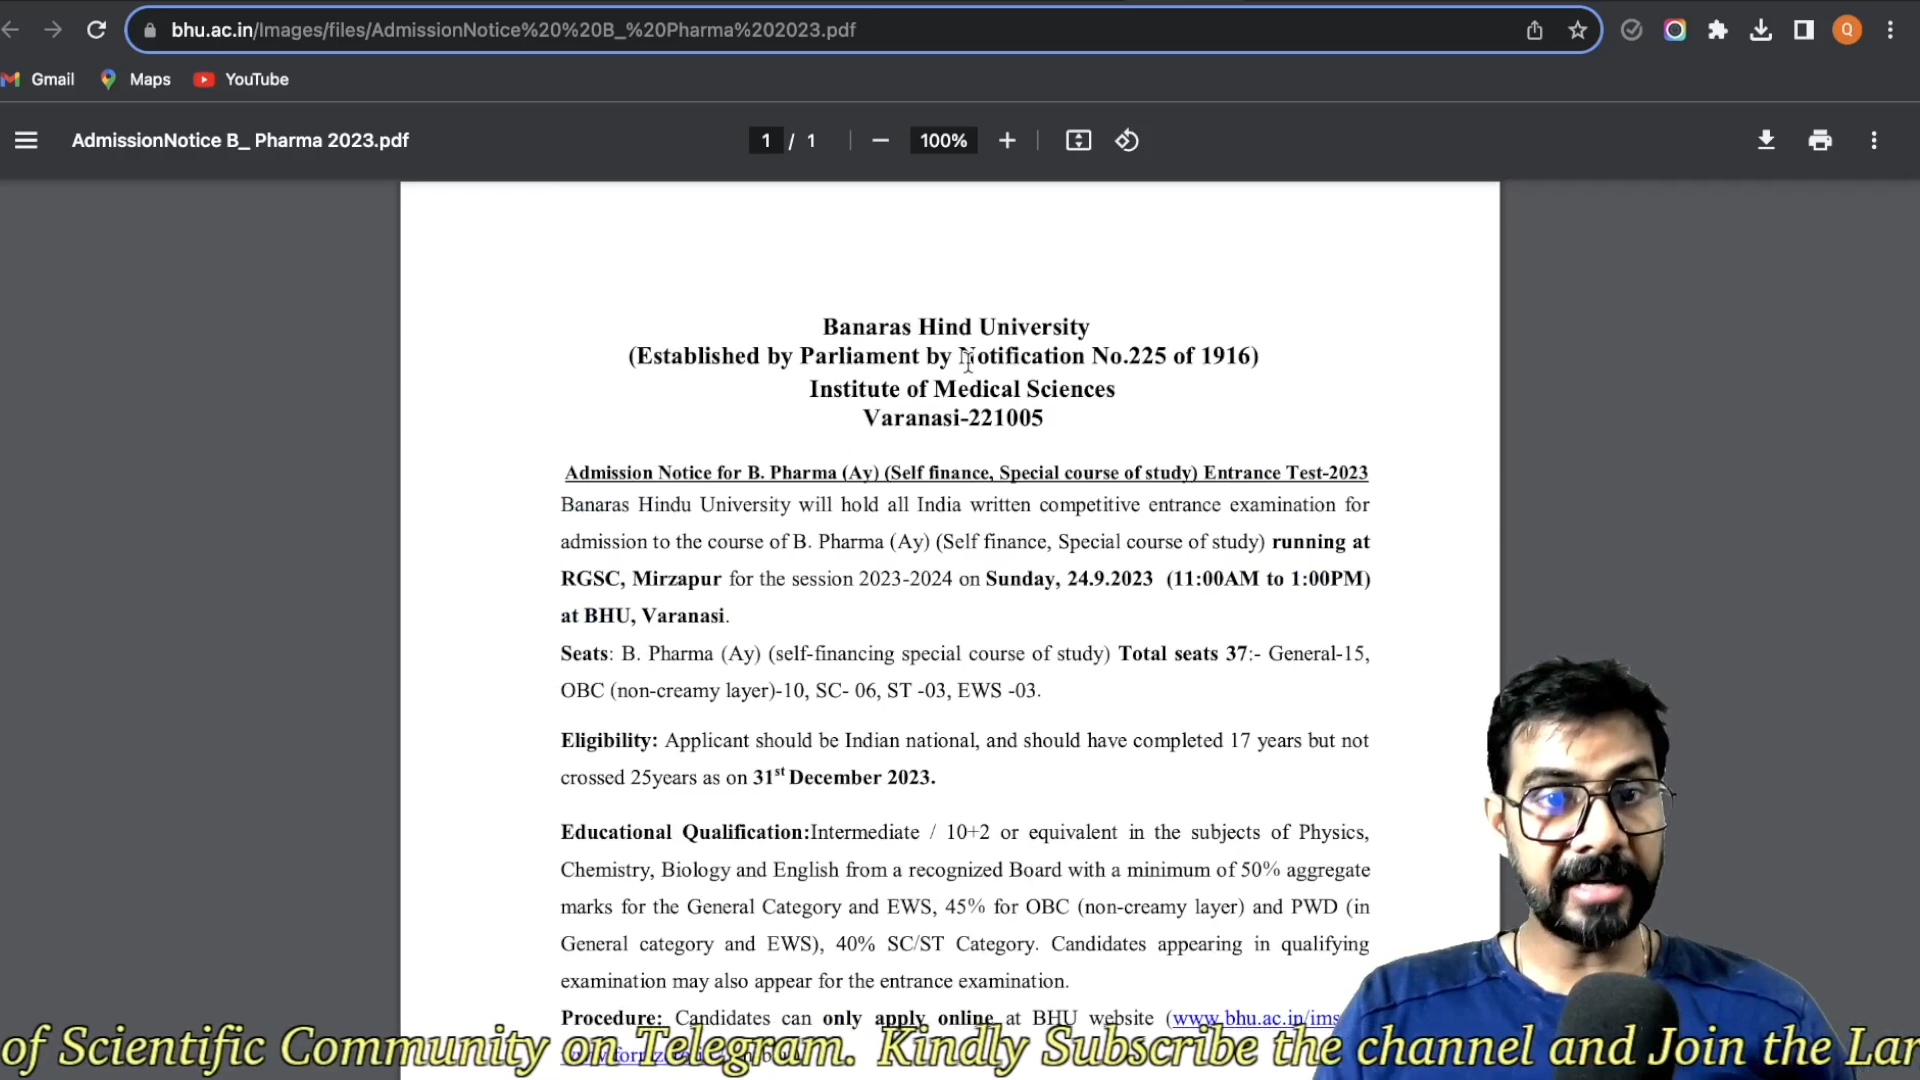 bhu.ac.in/Images/files/AdmissionNotice%20%20B_%20Pharma%202023.pdf
Q
Gmail
Maps
YouTube
AdmissionNotice B_ Pharma 2023.pdf
1 / 1
100%
Banaras Hind University
(Established by Parliament by Notification No.225 of 1916)
Institute of Medical Sciences
Varanasi-221005
Admission Notice for B. Pharma (Ay) (Self finance, Special course of study) Entrance Test-2023
Banaras Hindu University will hold all India written competitive entrance examination for
admission to the course of B. Pharma (Ay) (Self finance, Special course of study) running at
RGSC, Mirzapur for the session 2023-2024 on Sunday, 24.9.2023 (11:00AM to 1:00PM)
at BHU, Varanasi.
Seats: B. Pharma (Ay) (self-financing special course of study) Total seats 37:- General-15,
OBC (non-creamy layer)-10, SC- 06, ST -03, EWS -03.
Eligibility: Applicant should be Indian national, and should have completed 17 years but not
crossed 25years as on 31st December 2023.
Educational Qualification:Intermediate / 10+2 or equivalent in the subjects of Physics,
Chemistry, Biology and English from a recognized Board with a minimum of 50% aggregate
marks for the General Category and EWS, 45% for OBC (non-creamy layer) and PWD (in
General category and EWS), 40% SC/ST Category. Candidates appearing in qualifying
examination may also appear for the entrance examination.
Procedure: Candidates can only apply online at BHU website (www.bhu.ac.in/ims
of Scientific Community on Telegram. Kindly Subscribe the channel and Join the Lar